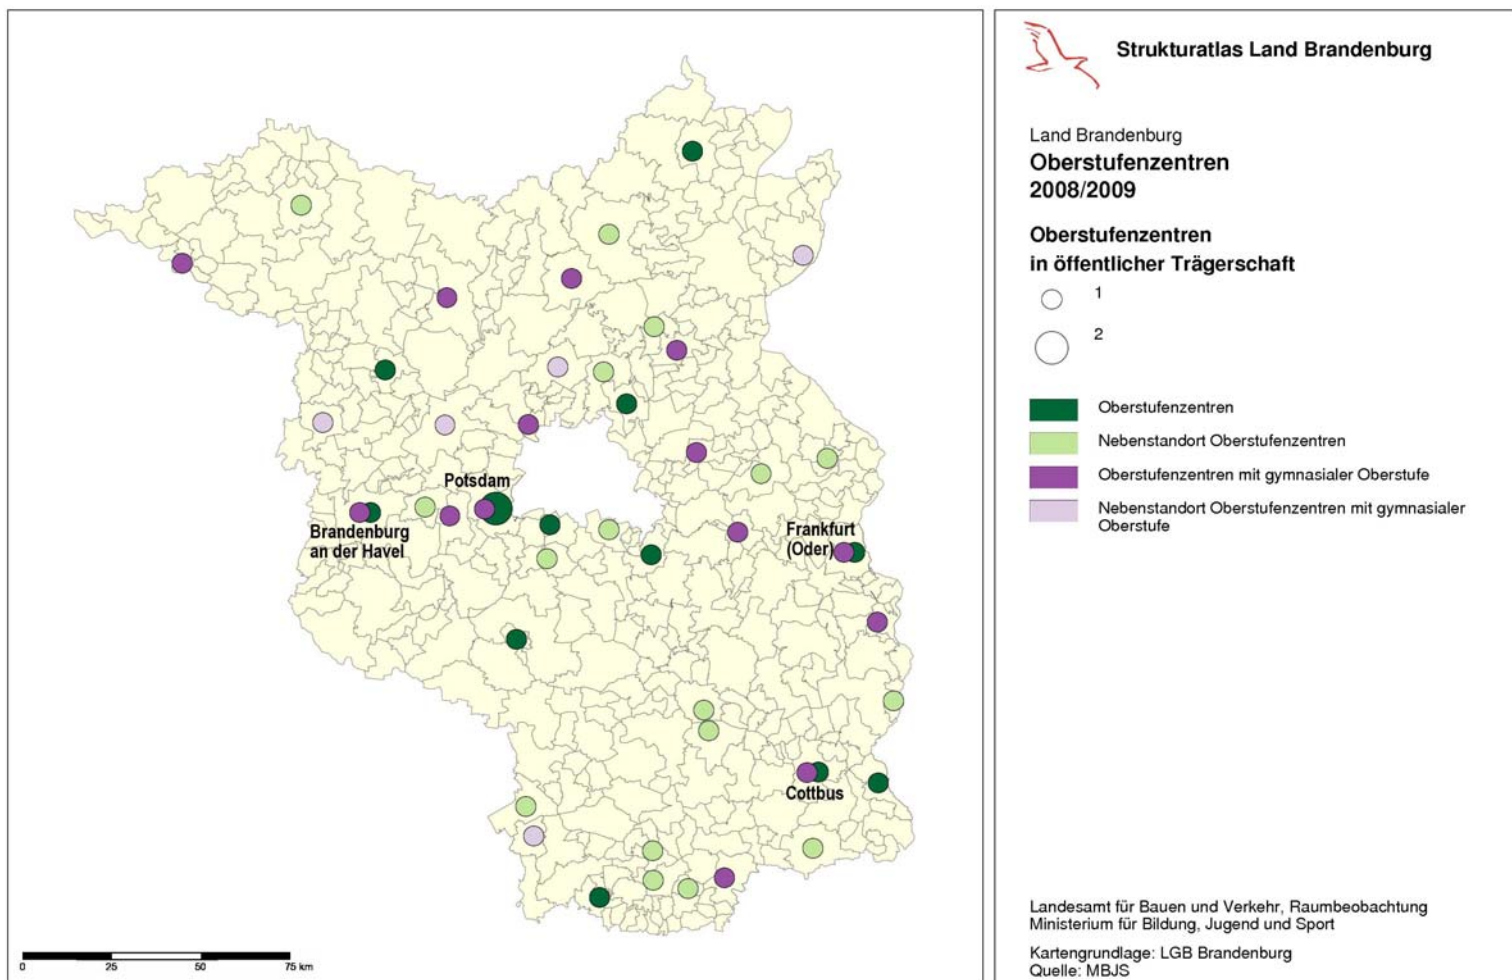 Strukturatlas Land Brandenburg
Land Brandenburg
Oberstufenzentren
2008/2009
Oberstufenzentren
in öffentlicher Trägerschaft
1
2
Oberstufenzentren
Nebenstandort Oberstufenzentren
Oberstufenzentren mit gymnasialer Oberstufe
Nebenstandort Oberstufenzentren mit gymnasialer
Oberstufe
Potsdam
Brandenburg
an der Havel
Frankfurt
(Oder)
Cottbus
0 25 50 75 km
Landesamt für Bauen und Verkehr, Raumbeobachtung
Ministerium für Bildung, Jugend und Sport
Kartengrundlage: LGB Brandenburg
Quelle: MBJS